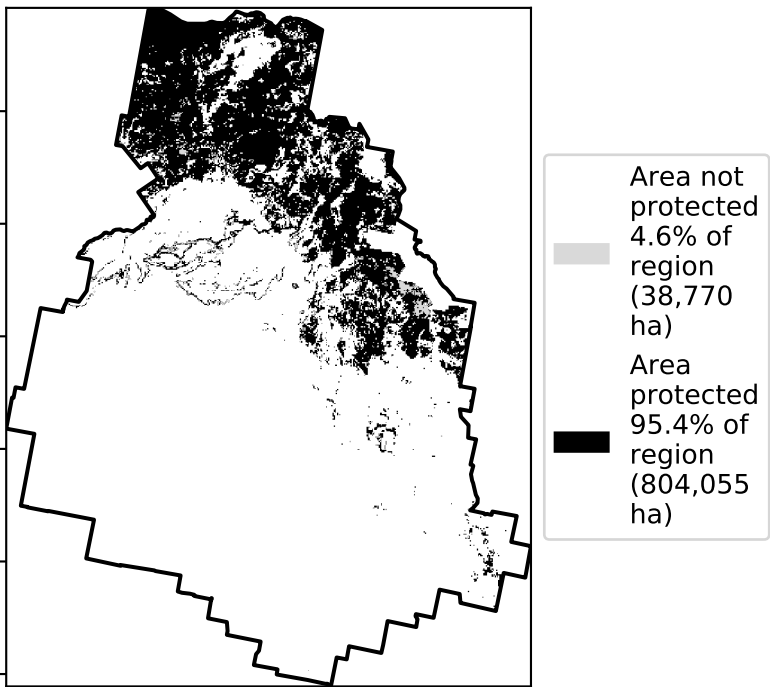 Area not
protected
4.6% of
region
(38,770
ha)
Area
protected
95.4% of
region
(804,055
ha)